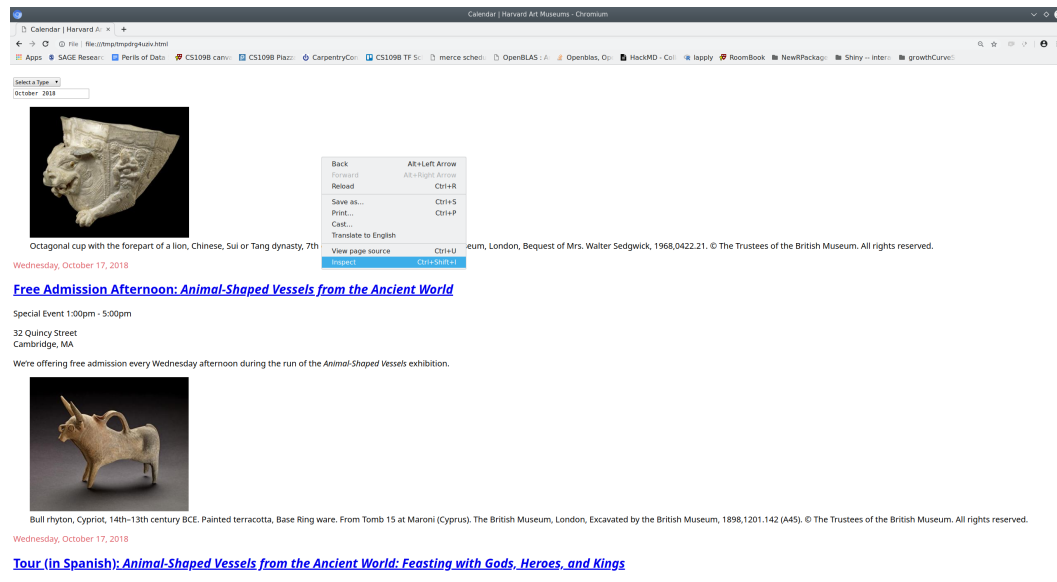 Calendar | Harvard Art Museums - Chromium
Calendar | Harvard Ar × +
File | file:///tmp/tmpdrg4uziv.html
Apps SAGE Researc Perils of Data CS109B canv CS109B Piazz CarpentryCon CS109B TF Sc merce sched OpenBLAS : A Openblas, Ope HackMD - Coll lapply RoomBook NewRPackage Shiny -- intera growthCurve
Select a Type
October 2018
Back Alt+Left Arrow
Forward Alt+Right Arrow
Reload Ctrl+R
Save as... Ctrl+S
Print... Ctrl+P
Cast...
Translate to English
View page source Ctrl+U
Inspect Ctrl+Shift+I
Octagonal cup with the forepart of a lion, Chinese, Sui or Tang dynasty, 7th eum, London, Bequest of Mrs. Walter Sedgwick, 1968,0422.21. © The Trustees of the British Museum. All rights reserved.
Wednesday, October 17, 2018
Free Admission Afternoon: Animal-Shaped Vessels from the Ancient World
Special Event 1:00pm - 5:00pm
32 Quincy Street
Cambridge, MA
We're offering free admission every Wednesday afternoon during the run of the Animal-Shaped Vessels exhibition.
Bull rhyton, Cypriot, 14th–13th century BCE. Painted terracotta, Base Ring ware. From Tomb 15 at Maroni (Cyprus). The British Museum, London, Excavated by the British Museum, 1898,1201.142 (A45). © The Trustees of the British Museum. All rights reserved.
Wednesday, October 17, 2018
Tour (in Spanish): Animal-Shaped Vessels from the Ancient World: Feasting with Gods, Heroes, and Kings